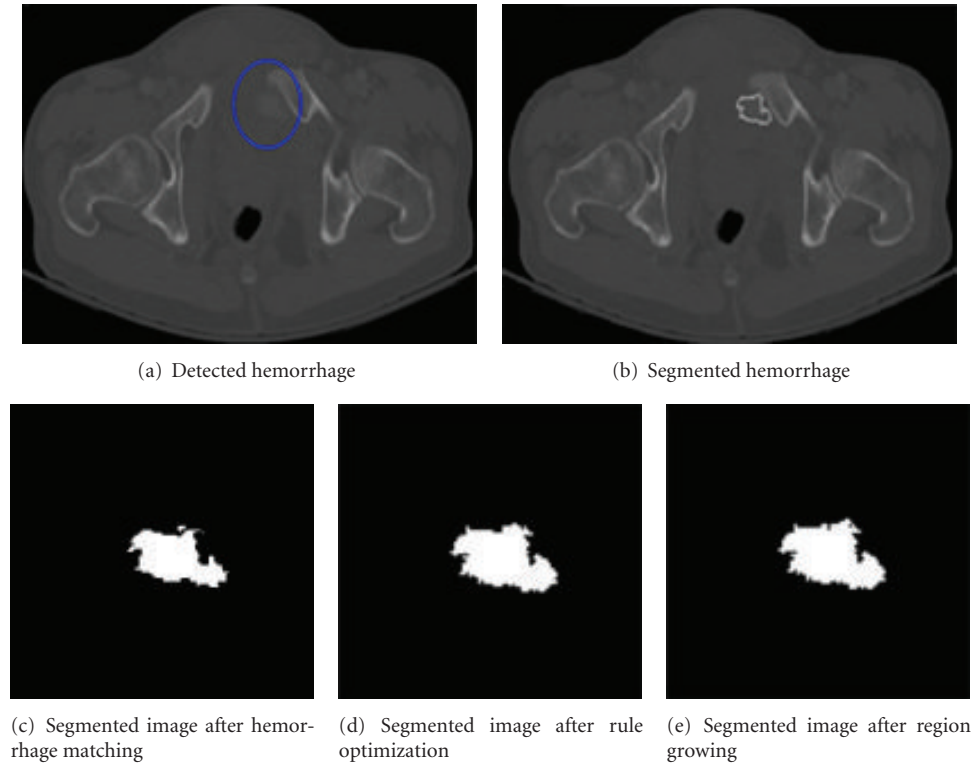 (a) Detected hemorrhage
(b) Segmented hemorrhage
(c) Segmented image after hemor-
rhage matching
(d) Segmented image after rule
optimization
(e) Segmented image after region
growing